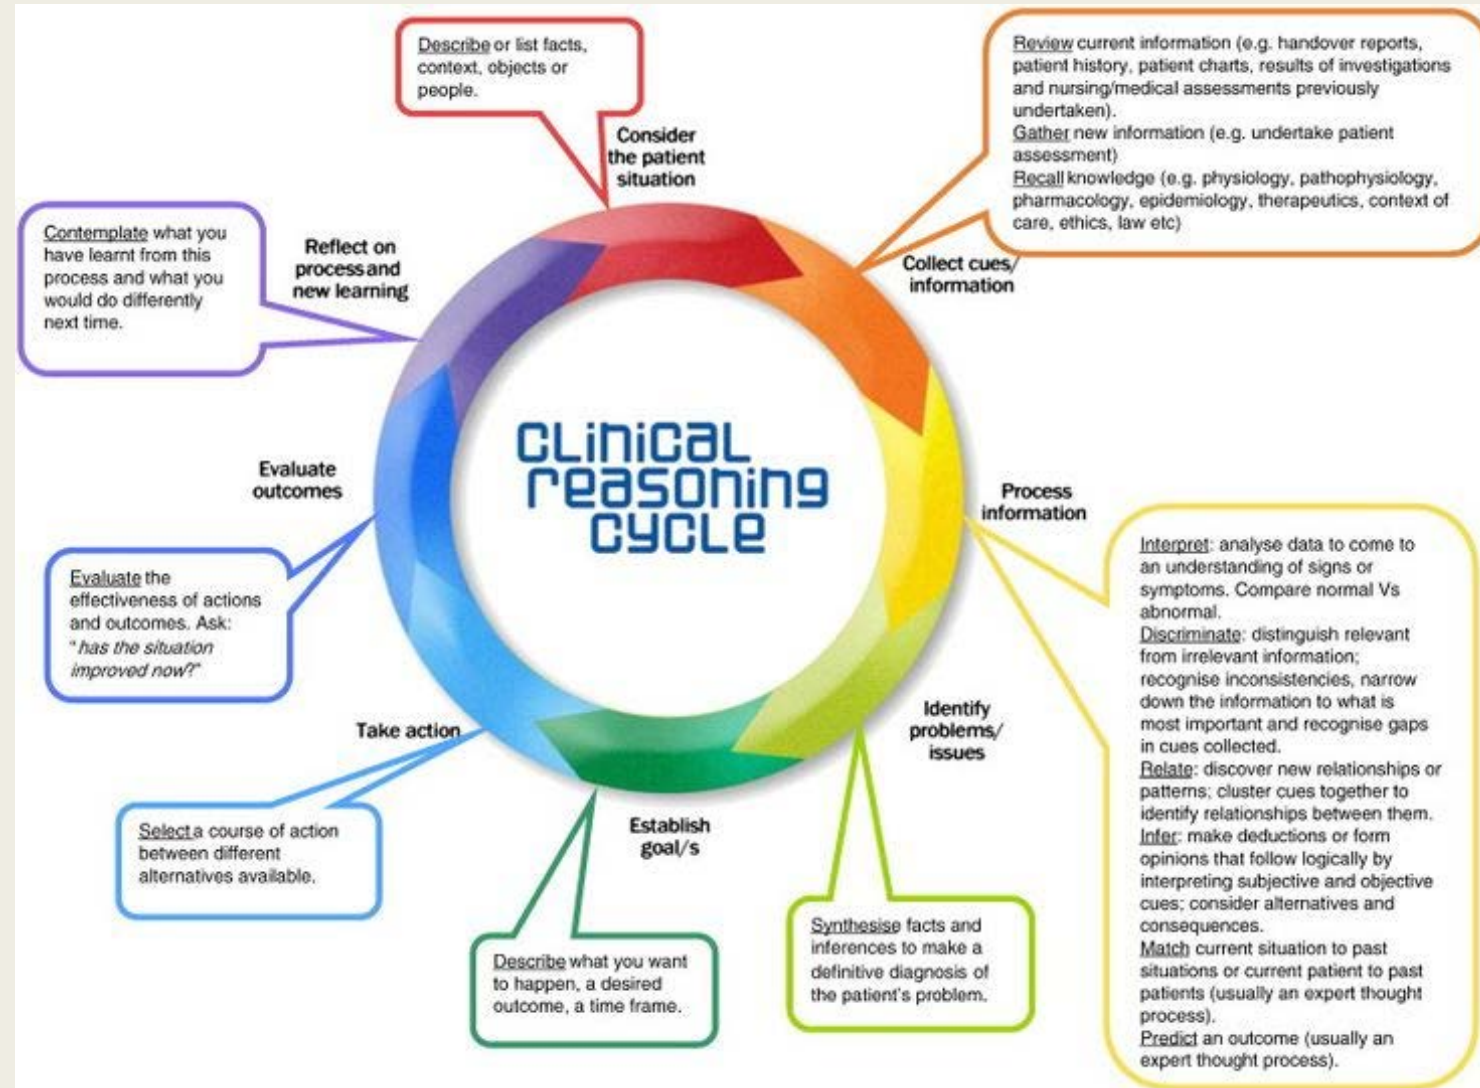 Describe or list facts,
context, objects or
people.
Consider
the patient
situation
Review current information (e.g. handover reports,
patient history, patient charts, results of investigations
and nursing/medical assessments previously
undertaken).
Gather new information (e.g. undertake patient
assessment)
Recall knowledge (e.g. physiology, pathophysiology,
pharmacology, epidemiology, therapeutics, context of
care, ethics, law etc)
Collect cues/
information
Process
information
Interpret: analyse data to come to
an understanding of signs or
symptoms. Compare normal Vs
abnormal.
Discriminate: distinguish relevant
from irrelevant information;
recognise inconsistencies, narrow
down the information to what is
most important and recognise gaps
in cues collected.
Relate: discover new relationships or
patterns; cluster cues together to
identify relationships between them.
Infer: make deductions or form
opinions that follow logically by
interpreting subjective and objective
cues; consider alternatives and
consequences.
Match current situation to past
situations or current patient to past
patients (usually an expert thought
process).
Predict an outcome (usually an
expert thought process).
Identify
problems/
issues
Synthesise facts and
inferences to make a
definitive diagnosis of
the patient's problem.
Establish
goal/s
Describe what you want
to happen, a desired
outcome, a time frame.
Take action
Select a course of action
between different
alternatives available.
Evaluate
outcomes
Evaluate the
effectiveness of actions
and outcomes. Ask:
"has the situation
improved now?"
Reflect on
process and
new learning
Contemplate what you
have learnt from this
process and what you
would do differently
next time.
CLINICAL
REASONING
CYCLE